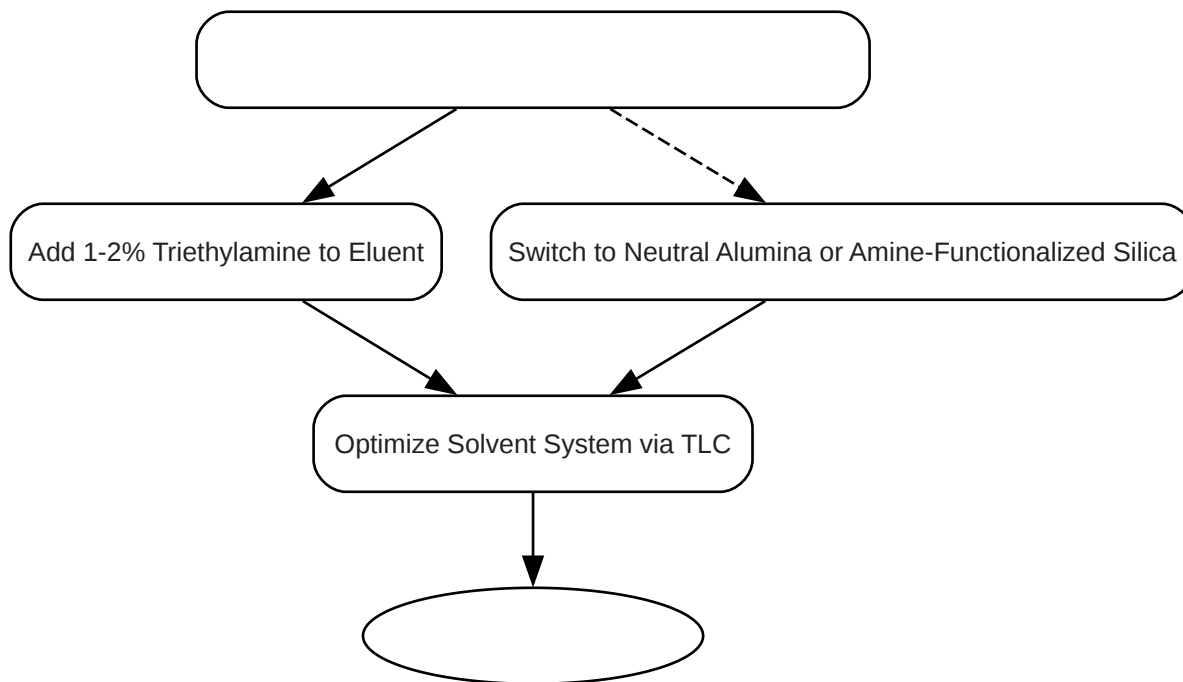 Add 1-2% Triethylamine to Eluent
Switch to Neutral Alumina or Amine-Functionalized Silica
Optimize Solvent System via TLC